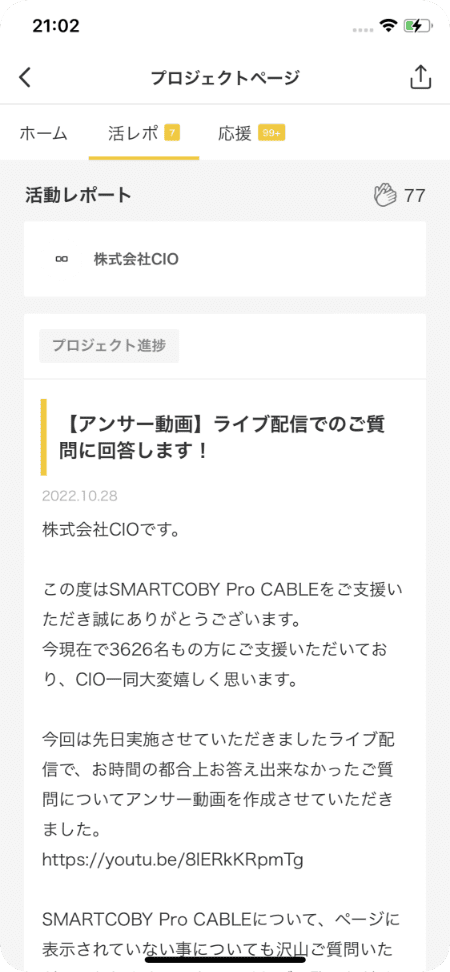 21:02
プロジェクトページ
ホーム 活レポ 7 応援 99+
活動レポート 77
株式会社CIO
プロジェクト進捗
【アンサー動画】ライブ配信でのご質
問に回答します！
2022.10.28
株式会社CIOです。
この度はSMARTCOBY Pro CABLEをご支援い
ただき誠にありがとうございます。
今現在で3626名もの方にご支援いただいてお
り、CIO一同大変嬉しく思います。
今回は先日実施させていただきましたライブ配
信で、お時間の都合上お答え出来なかったご質
問についてアンサー動画を作成させていただき
ました。
https://youtu.be/8lERkKRpmTg
SMARTCOBY Pro CABLEについて、ページに
表示されていない事についても沢山ご質問いた